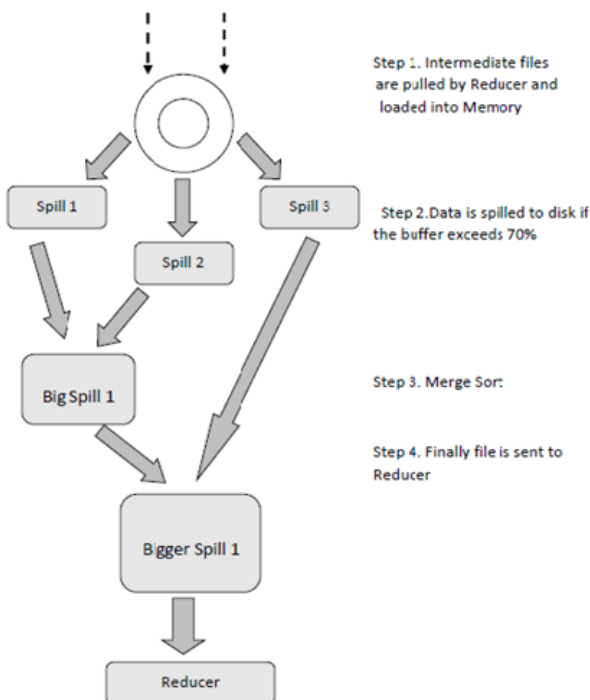 Step 1. Intermediate files
are pulled by Reducer and
loaded into Memory
Spill 1
Spill 3
Step 2.Data is spilled to disk if
the buffer exceeds 70%
Spill 2
Step 3. Merge Sort
Big Spill 1
Step 4. Finally file is sent to
Reducer
Bigger Spill 1
Reducer